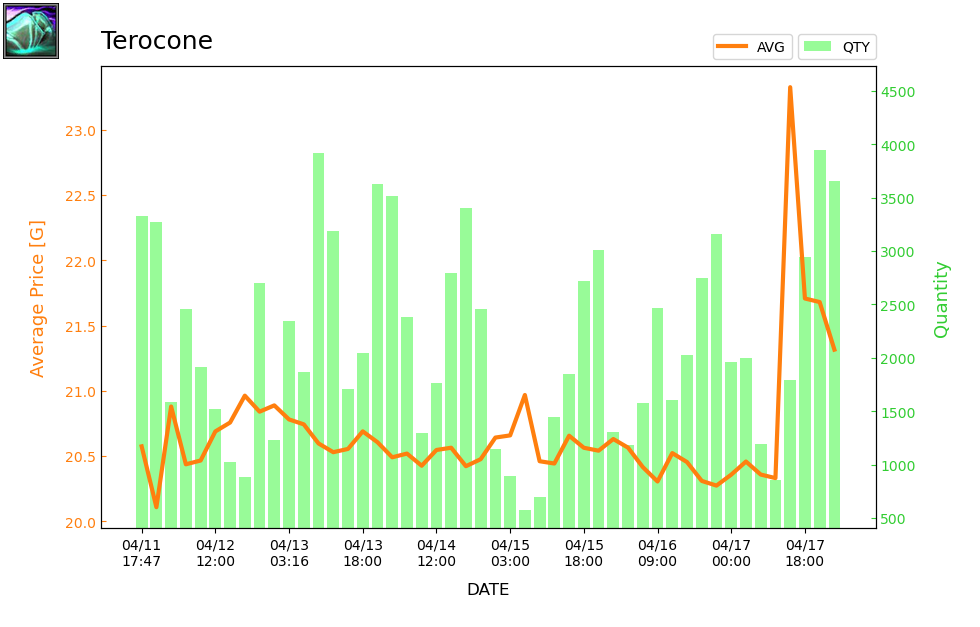 Terocone
AVG
QTY
Average Price [G]
23.0
22.5
22.0
21.5
21.0
20.5
20.0
4500
4000
3500
3000
2500
2000
1500
1000
500
Quantity
04/11 04/12 04/13 04/13 04/14 04/15 04/15 04/16 04/17 04/17
17:47 12:00 03:16 18:00 12:00 03:00 18:00 09:00 00:00 18:00
DATE